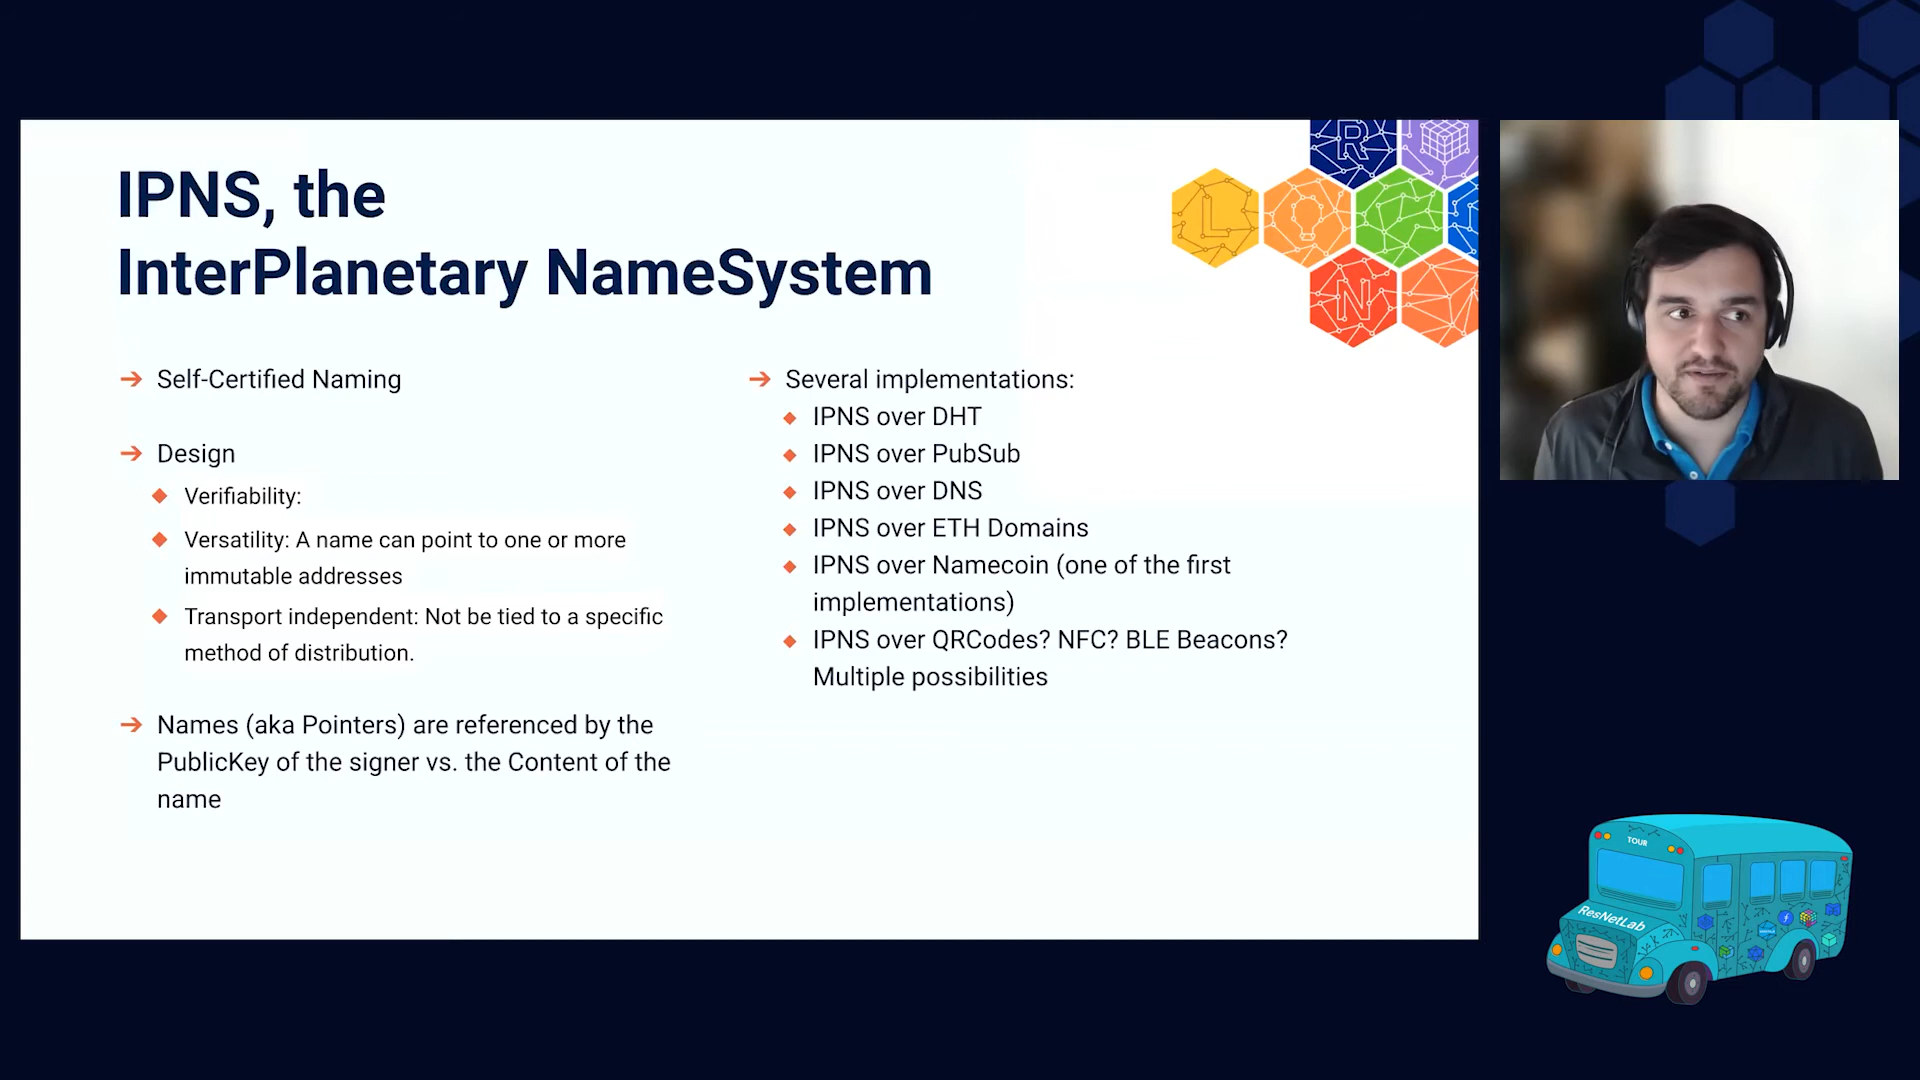 IPNS, the
InterPlanetary NameSystem
Self-Certified Naming
Design
Verifiability:
Versatility: A name can point to one or more
immutable addresses
Transport independent: Not be tied to a specific
method of distribution.
Names (aka Pointers) are referenced by the
PublicKey of the signer vs. the Content of the
name
Several implementations:
IPNS over DHT
IPNS over PubSub
IPNS over DNS
IPNS over ETH Domains
IPNS over Namecoin (one of the first
implementations)
IPNS over QRCodes? NFC? BLE Beacons?
Multiple possibilities
R
L
N
TOUR
ResNetLab